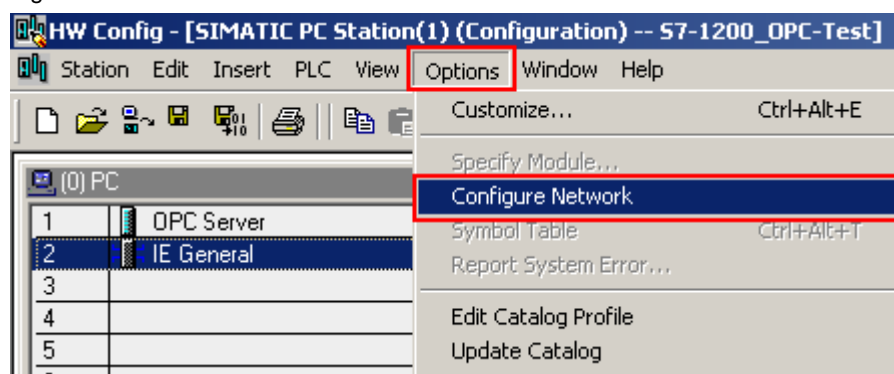 HW Config - [SIMATIC PC Station(1) (Configuration) -- S7-1200_OPC-Test]
Station Edit Insert PLC View Options Window Help
Customize... Ctrl+Alt+E
Specify Module...
(0) PC
Configure Network
1 OPC Server
Symbol Table Ctrl+Alt+T
2 IE General
Report System Error...
3
4
Edit Catalog Profile
5
Update Catalog